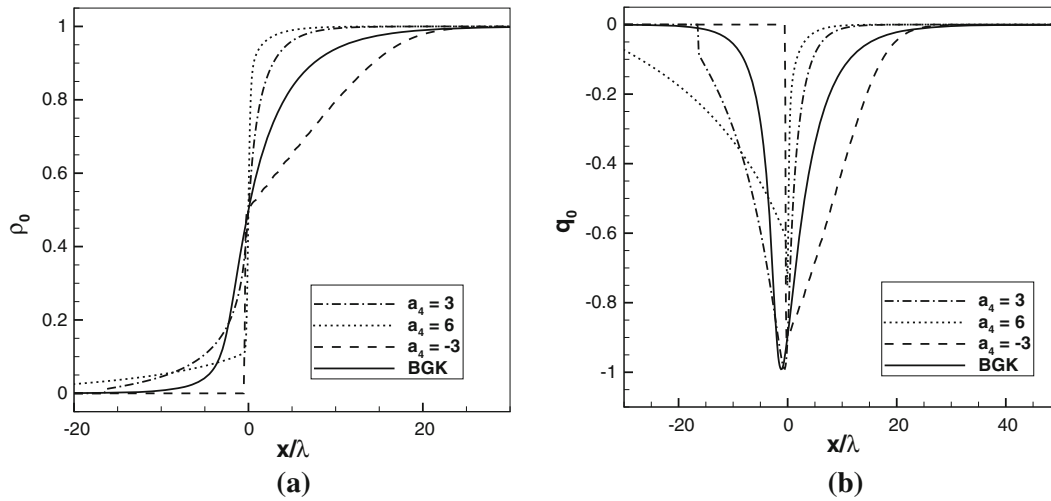 1
0.8
0.6
0.4
0.2
0
ρ₀
-20
0
20
x/λ
a₄ = 3
a₄ = 6
a₄ = -3
BGK
(a)
0
-0.2
-0.4
-0.6
-0.8
-1
q₀
-20
0
20
40
x/λ
a₄ = 3
a₄ = 6
a₄ = -3
BGK
(b)